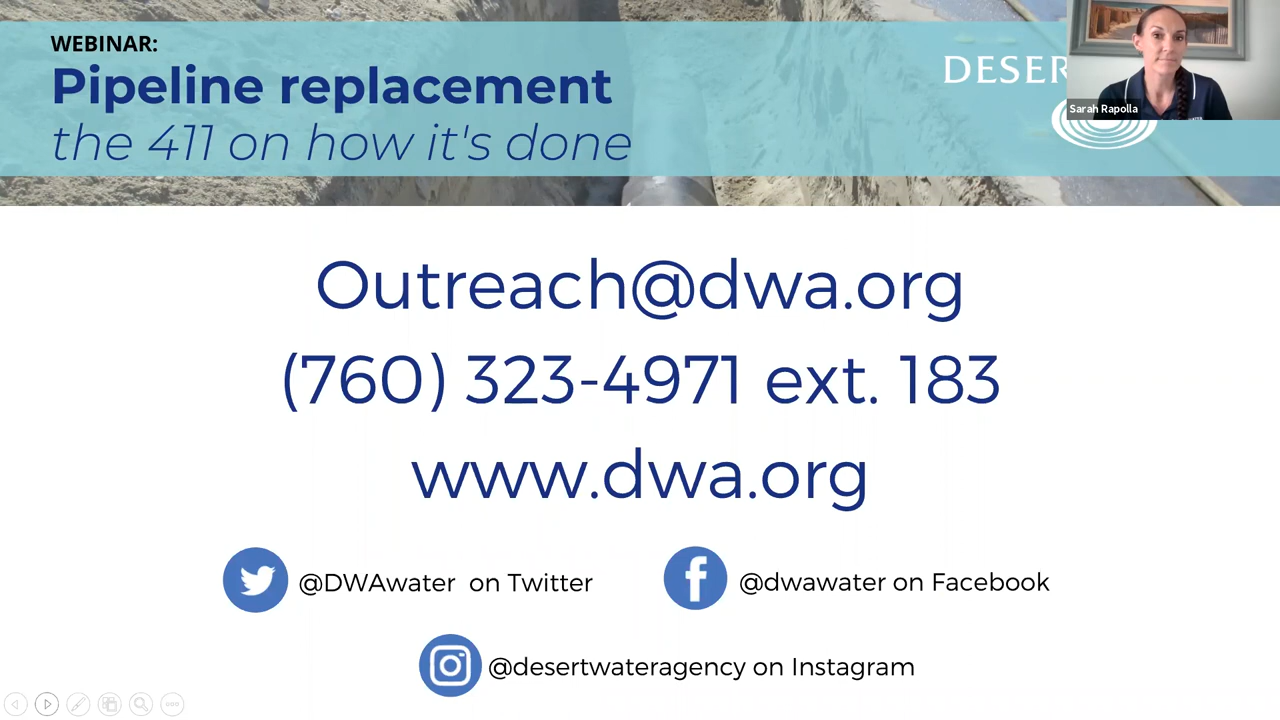 WEBINAR:
Pipeline replacement
the 411 on how it's done
DESER
Sarah Rapolla
Outreach@dwa.org
(760) 323-4971 ext. 183
www.dwa.org
@DWAwater on Twitter
@dwawater on Facebook
@desertwateragency on Instagram